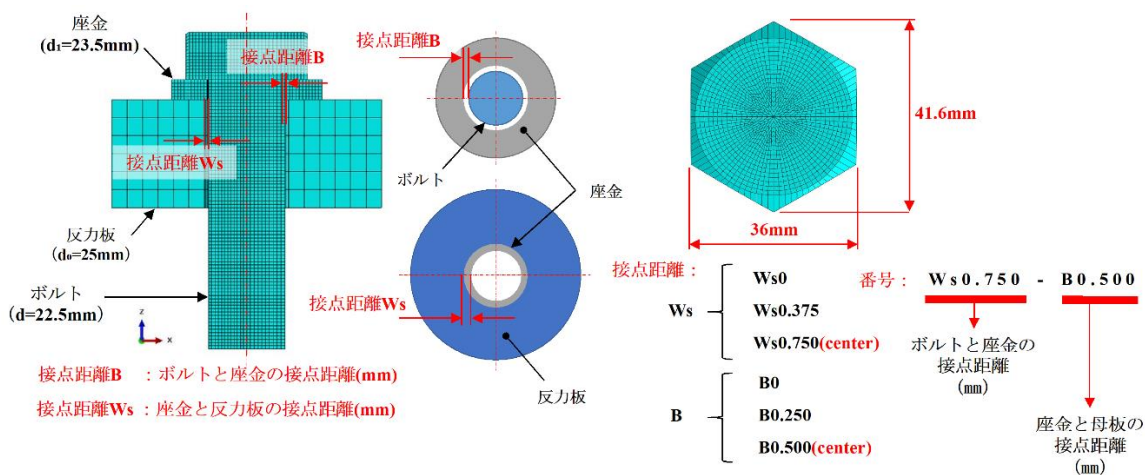 座金
(d₁=23.5mm)
接点距離B
接点距離Ws
反力板
(d₀=25mm)
ボルト
(d=22.5mm)
z
x
接点距離B
ボルト
座金
接点距離Ws
反力板
41.6mm
36mm
接点距離B ：ボルトと座金の接点距離(mm)
接点距離Ws ：座金と反力板の接点距離(mm)
接点距離：
Ws
Ws0
Ws0.375
Ws0.750(center)
B
B0
B0.250
B0.500(center)
番号： Ws0.750 - B0.500
ボルトと座金の
接点距離
(mm)
座金と母板の
接点距離
(mm)